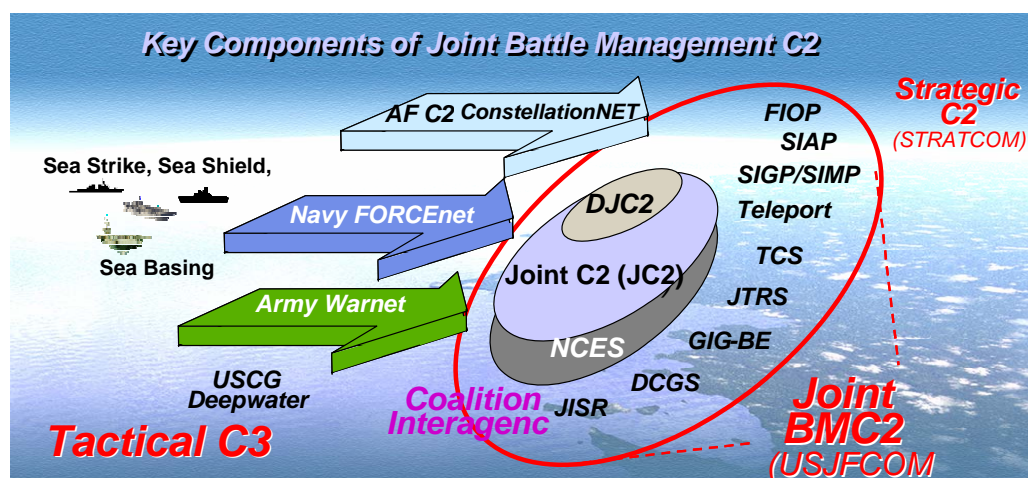 Key Components of Joint Battle Management C2
AF C2 ConstellationNET
Strategic
C2
(STRATCOM)
FIOP
SIAP
SIGP/SIMP
Teleport
TCS
JTRS
GIG-BE
DCGS
JISR
Sea Strike, Sea Shield,
Sea Basing
Navy FORCEnet
Army Warnet
DJC2
Joint C2 (JC2)
NCES
USCG
Deepwater
Coalition
Interagenc
Tactical C3
Joint
BMC2
(USJFCOM